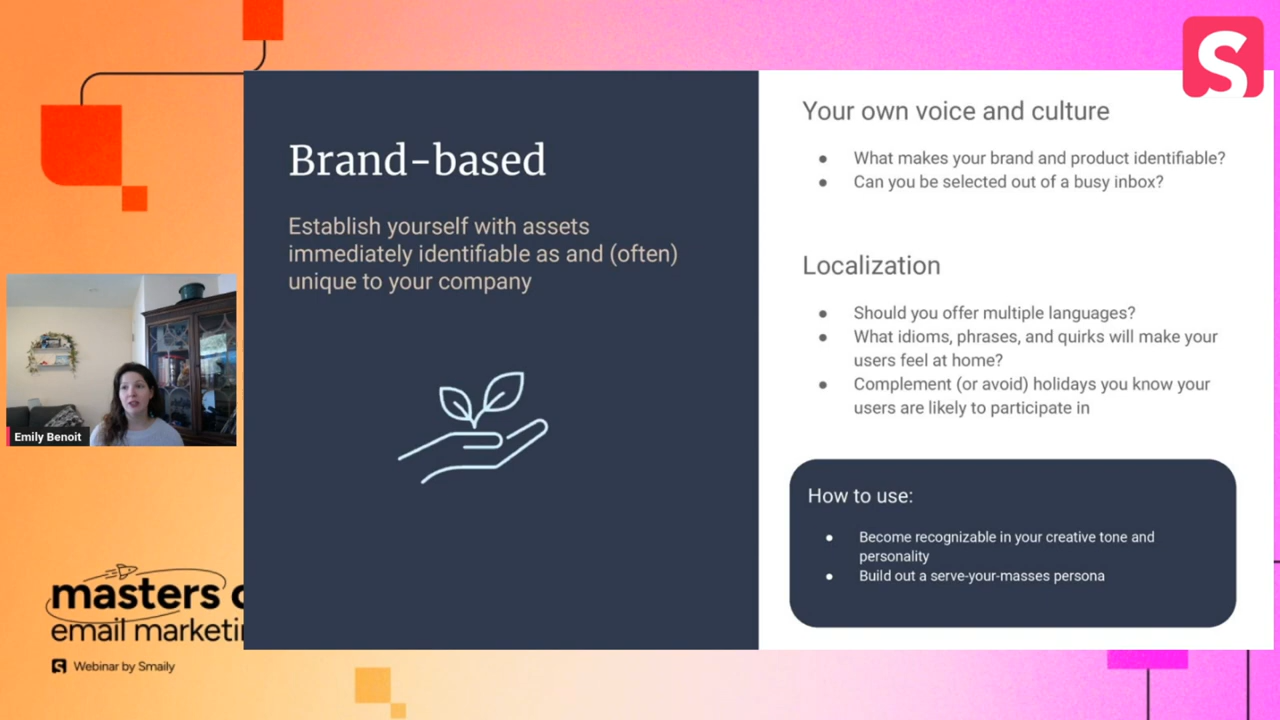 Brand-based
Establish yourself with assets
immediately identifiable as and (often)
unique to your company
Your own voice and culture
● What makes your brand and product identifiable?
● Can you be selected out of a busy inbox?
Localization
● Should you offer multiple languages?
● What idioms, phrases, and quirks will make your
users feel at home?
● Complement (or avoid) holidays you know your
users are likely to participate in
How to use:
● Become recognizable in your creative tone and
personality
● Build out a serve-your-masses persona
Emily Benoit
masters
email
Webinar by Smaily
S